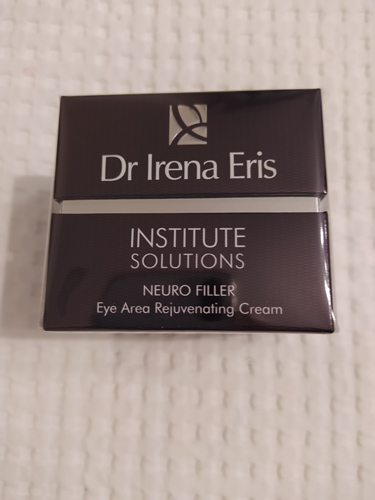 Dr Irena Eris
INSTITUTE
SOLUTIONS
NEURO FILLER
Eye Area Rejuvenating Cream